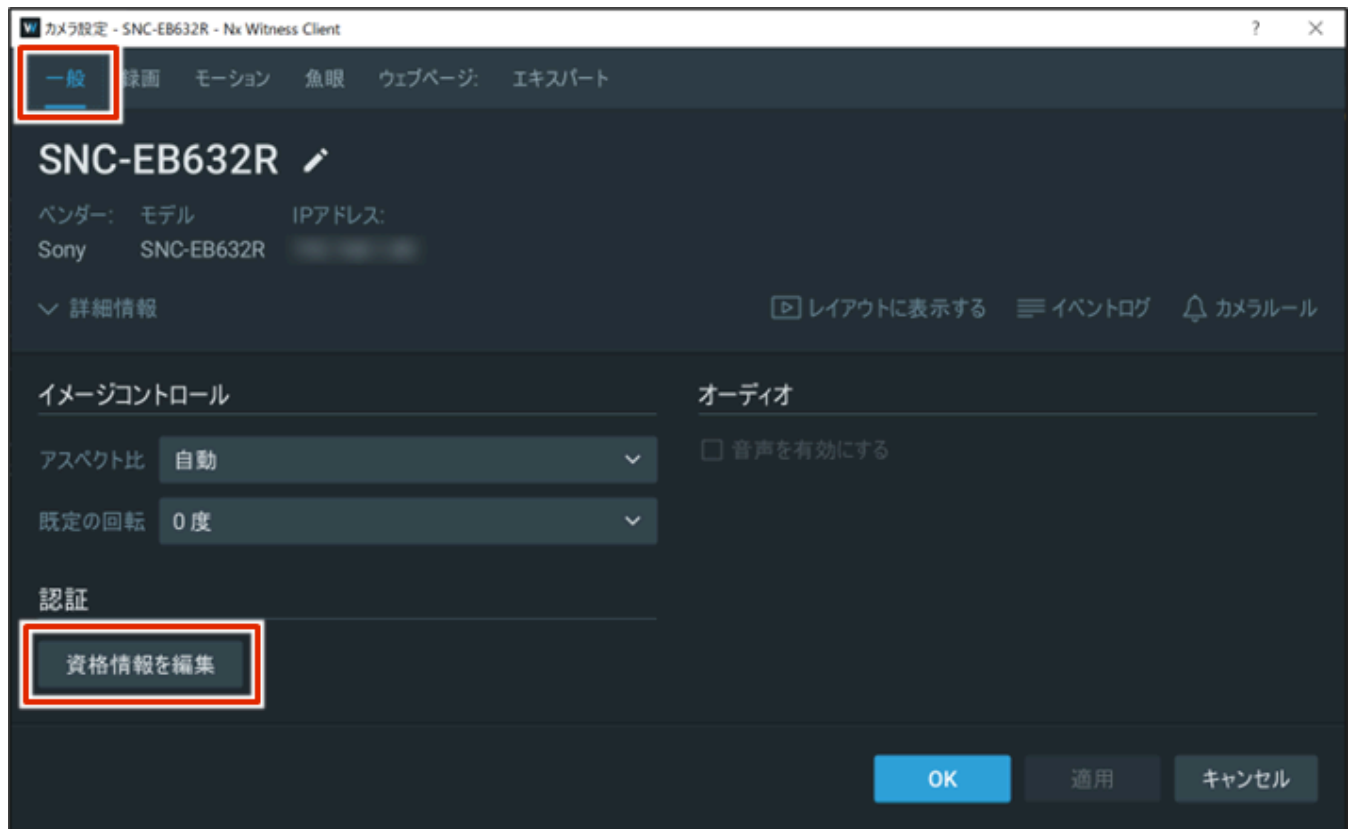 カメラ設定 - SNC-EB632R - Nx Witness Client
一般 録画 モーション 魚眼 ウェブページ: エキスパート
SNC-EB632R
ベンダー: モデル IPアドレス:
Sony SNC-EB632R
詳細情報 レイアウトに表示する イベントログ カメラルール
イメージコントロール オーディオ
アスペクト比 自動 音声を有効にする
既定の回転 0 度
認証
資格情報を編集
OK 適用 キャンセル